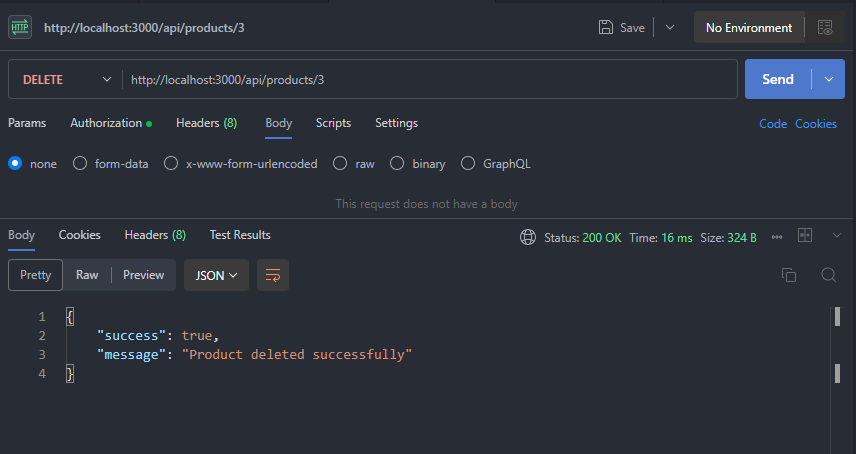 HTTP http://localhost:3000/api/products/3 Save No Environment
DELETE http://localhost:3000/api/products/3 Send
Params Authorization Headers (8) Body Scripts Settings Code Cookies
none form-data x-www-form-urlencoded raw binary GraphQL
This request does not have a body
Body Cookies Headers (8) Test Results Status: 200 OK Time: 16 ms Size: 324 B
Pretty Raw Preview JSON
1 {
2 "success": true,
3 "message": "Product deleted successfully"
4 }